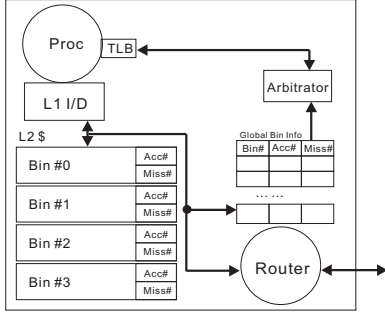 Proc
TLB
L1 I/D
Arbitrator
L2 $
Global Bin Info
Bin# Acc# Miss#
Bin #0
Acc#
Miss#
Bin #1
Acc#
Miss#
... ...
Bin #2
Acc#
Miss#
Router
Bin #3
Acc#
Miss#